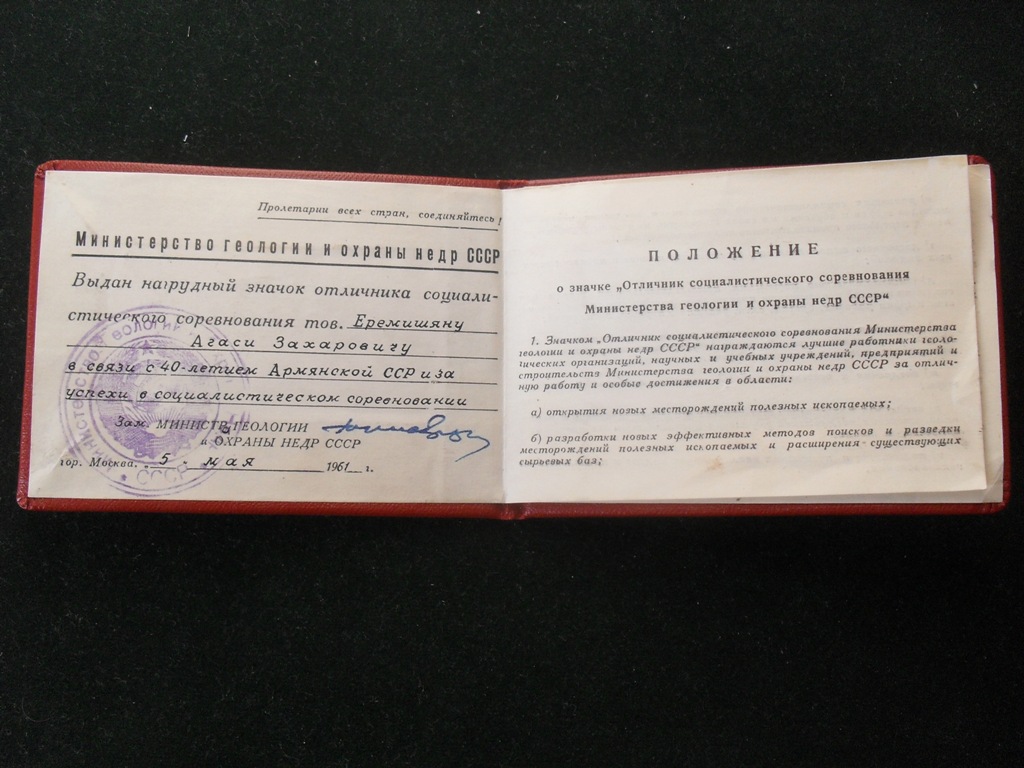 Пролетарии всех стран, соединяйтесь!
Министерство геологии и охраны недр СССР
Выдан нагрудный значок отличника социали-
стического соревнования тов. Еремишяну
Агаси Захаровичу
в связи с 40-летием Армянской ССР и за
успехи в социалистическом соревновании
Зам. МИНИСТР ГЕОЛОГИИ
и ОХРАНЫ НЕДР СССР
гор. Москва. „5 - мая 1961 г.
СССР
ПОЛОЖЕНИЕ
о значке „Отличник социалистического соревнования
Министерства геологии и охраны недр СССР“
1. Значком „Отличник социалистического соревнования Министерства
геологии и охраны недр СССР“ награждаются лучшие работники геоло-
гических организаций, научных и учебных учреждений, предприятий и
строительств Министерства геологии и охраны недр СССР за отлич-
ную работу и особые достижения в области:
а) открытия новых месторождений полезных ископаемых;
б) разработки новых эффективных методов поисков и разведки
месторождений полезных ископаемых и расширения существующих
сырьевых баз;